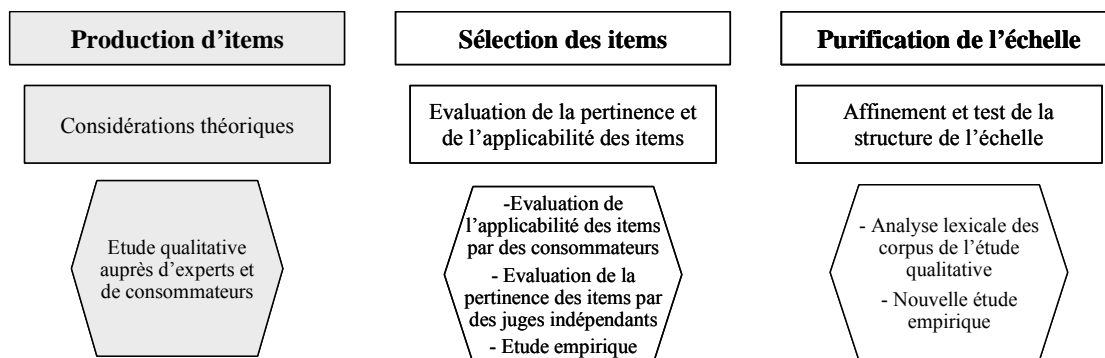 Production d'items
Considérations théoriques
Etude qualitative
auprès d'experts et
de consommateurs
Sélection des items
Evaluation de la pertinence et
de l'applicabilité des items
-Evaluation de
l'applicabilité des items
par des consommateurs
- Evaluation de la
pertinence des items par
des juges indépendants
- Etude empirique
Purification de l'échelle
Affinement et test de la
structure de l'échelle
- Analyse lexicale des
corpus de l'étude
qualitative
- Nouvelle étude
empirique